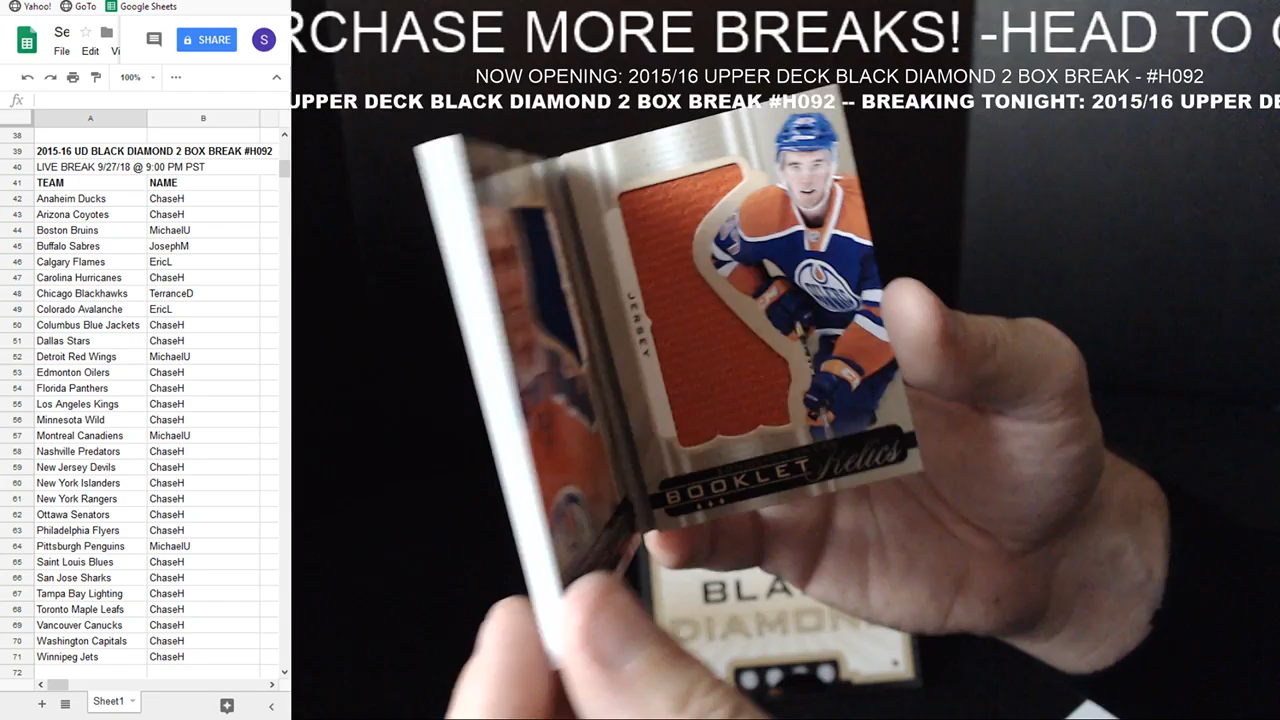 Yahoo! GoTo Google Sheets
Se
File Edit Vi
SHARE
S
100%
fx
A B
38
39 2015-16 UD BLACK DIAMOND 2 BOX BREAK #H092
40 LIVE BREAK 9/27/18 @ 9:00 PM PST
41 TEAM NAME
42 Anaheim Ducks ChaseH
43 Arizona Coyotes ChaseH
44 Boston Bruins MichaelU
45 Buffalo Sabres JosephM
46 Calgary Flames EricL
47 Carolina Hurricanes ChaseH
48 Chicago Blackhawks TerranceD
49 Colorado Avalanche EricL
50 Columbus Blue Jackets ChaseH
51 Dallas Stars ChaseH
52 Detroit Red Wings MichaelU
53 Edmonton Oilers ChaseH
54 Florida Panthers ChaseH
55 Los Angeles Kings ChaseH
56 Minnesota Wild ChaseH
57 Montreal Canadiens MichaelU
58 Nashville Predators ChaseH
59 New Jersey Devils ChaseH
60 New York Islanders ChaseH
61 New York Rangers ChaseH
62 Ottawa Senators ChaseH
63 Philadelphia Flyers ChaseH
64 Pittsburgh Penguins MichaelU
65 Saint Louis Blues ChaseH
66 San Jose Sharks ChaseH
67 Tampa Bay Lighting ChaseH
68 Toronto Maple Leafs ChaseH
69 Vancouver Canucks ChaseH
70 Washington Capitals ChaseH
71 Winnipeg Jets ChaseH
72
Sheet1
RCHASE MORE BREAKS! -HEAD TO
NOW OPENING: 2015/16 UPPER DECK BLACK DIAMOND 2 BOX BREAK - #H092
UPPER DECK BLACK DIAMOND 2 BOX BREAK #H092 -- BREAKING TONIGHT: 2015/16 UPPER DE
JERSEY
OILERS
BOOKLET Relics
BLA
DIAMON